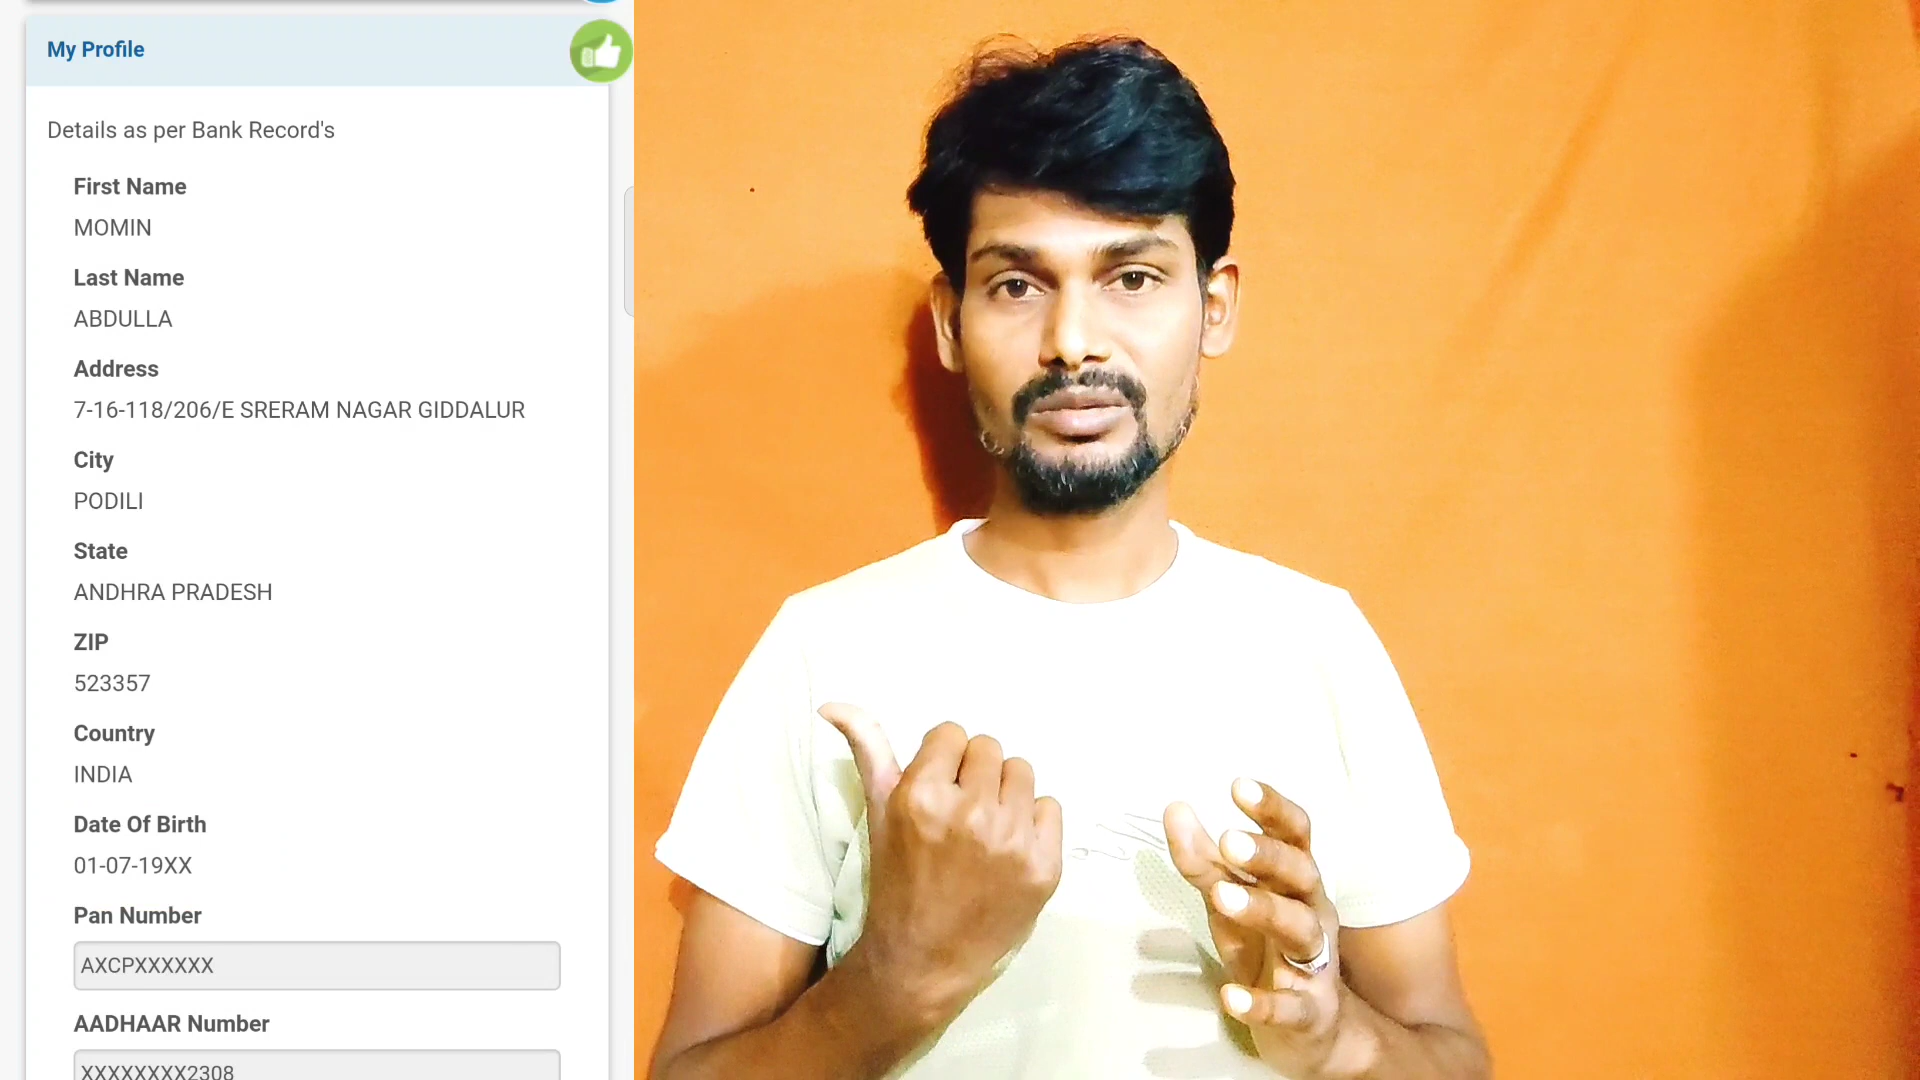 My Profile
Details as per Bank Record's
First Name
MOMIN
Last Name
ABDULLA
Address
7-16-118/206/E SRERAM NAGAR GIDDALUR
City
PODILI
State
ANDHRA PRADESH
ZIP
523357
Country
INDIA
Date Of Birth
01-07-19XX
Pan Number
AXCPXXXXXX
AADHAAR Number
XXXXXXXX2308